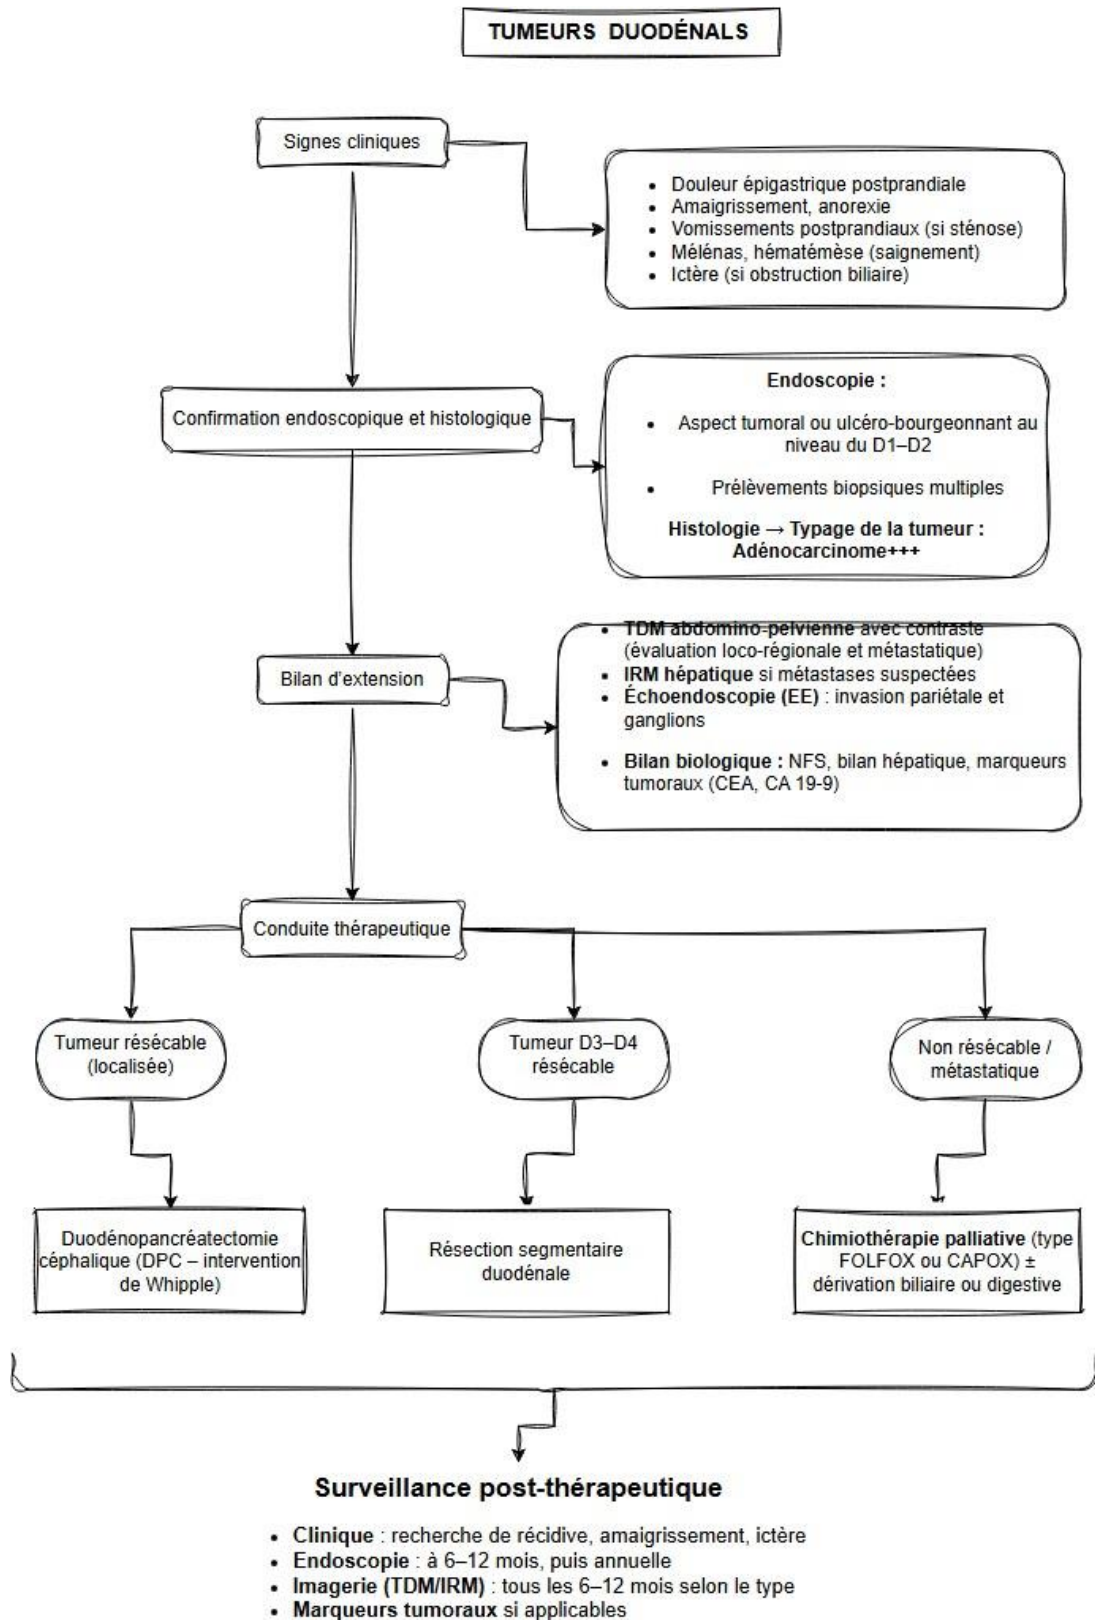 TUMEURS DUODÉNALS
Signes cliniques
• Douleur épigastrique postprandiale
• Amaigrissement, anorexie
• Vomissements postprandiaux (si sténose)
• Mélénas, hématémèse (saignement)
• Ictère (si obstruction biliaire)
Confirmation endoscopique et histologique
Endoscopie :
• Aspect tumoral ou ulcéro-bourgeonnant au
niveau du D1–D2
• Prélèvements biopsiques multiples
Histologie → Typage de la tumeur :
Adénocarcinome+++
Bilan d'extension
• TDM abdomino-pelvienne avec contraste
(évaluation loco-régionale et métastatique)
• IRM hépatique si métastases suspectées
• Échoendoscopie (EE) : invasion pariétale et
ganglions
• Bilan biologique : NFS, bilan hépatique, marqueurs
tumoraux (CEA, CA 19-9)
Conduite thérapeutique
Tumeur résécable
(localisée)
Tumeur D3–D4
résécable
Non résécable /
métastatique
Duodénopancréatectomie
céphalique (DPC – intervention
de Whipple)
Résection segmentaire
duodénale
Chimiothérapie palliative (type
FOLFOX ou CAPOX) ±
dérivation biliaire ou digestive
Surveillance post-thérapeutique
• Clinique : recherche de récidive, amaigrissement, ictère
• Endoscopie : à 6–12 mois, puis annuelle
• Imagerie (TDM/IRM) : tous les 6–12 mois selon le type
• Marqueurs tumoraux si applicables